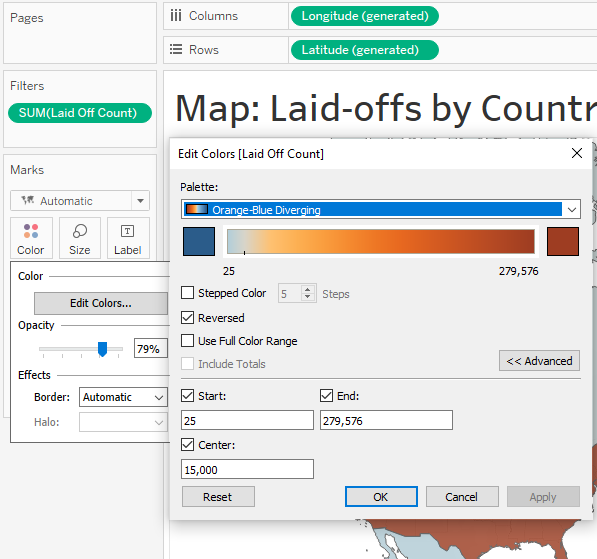 Pages
Columns
Longitude (generated)
Rows
Latitude (generated)
Filters
SUM(Laid Off Count)
Map: Laid-offs by Countr
Marks
Automatic
Color
Size
Label
Color
Edit Colors...
Opacity
79%
Effects
Border:
Automatic
Halo:
Edit Colors [Laid Off Count]
Palette:
Orange-Blue Diverging
25
279,576
Stepped Color
5
Steps
Reversed
Use Full Color Range
Include Totals
<< Advanced
Start:
End:
25
279,576
Center:
15,000
Reset
OK
Cancel
Apply